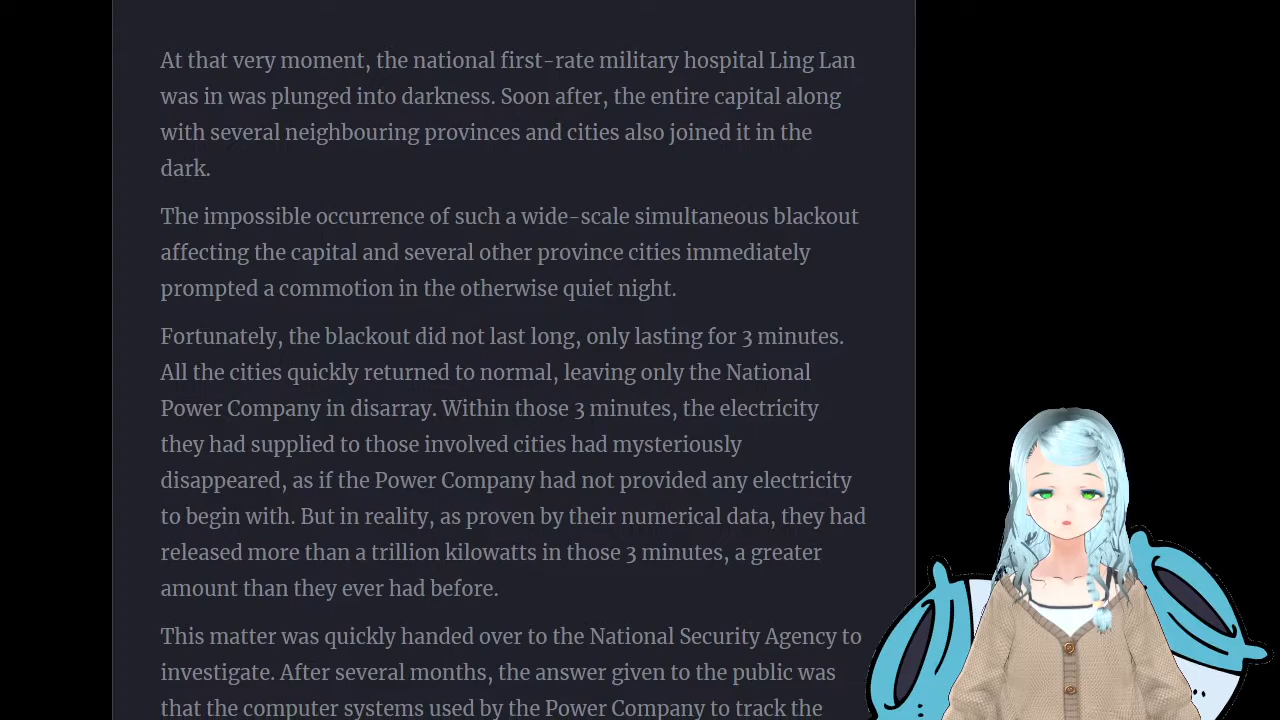 At that very moment, the national first-rate military hospital Ling Lan
was in was plunged into darkness. Soon after, the entire capital along
with several neighbouring provinces and cities also joined it in the
dark.
The impossible occurrence of such a wide-scale simultaneous blackout
affecting the capital and several other province cities immediately
prompted a commotion in the otherwise quiet night.
Fortunately, the blackout did not last long, only lasting for 3 minutes.
All the cities quickly returned to normal, leaving only the National
Power Company in disarray. Within those 3 minutes, the electricity
they had supplied to those involved cities had mysteriously
disappeared, as if the Power Company had not provided any electricity
to begin with. But in reality, as proven by their numerical data, they had
released more than a trillion kilowatts in those 3 minutes, a greater
amount than they ever had before.
This matter was quickly handed over to the National Security Agency to
investigate. After several months, the answer given to the public was
that the computer systems used by the Power Company to track the